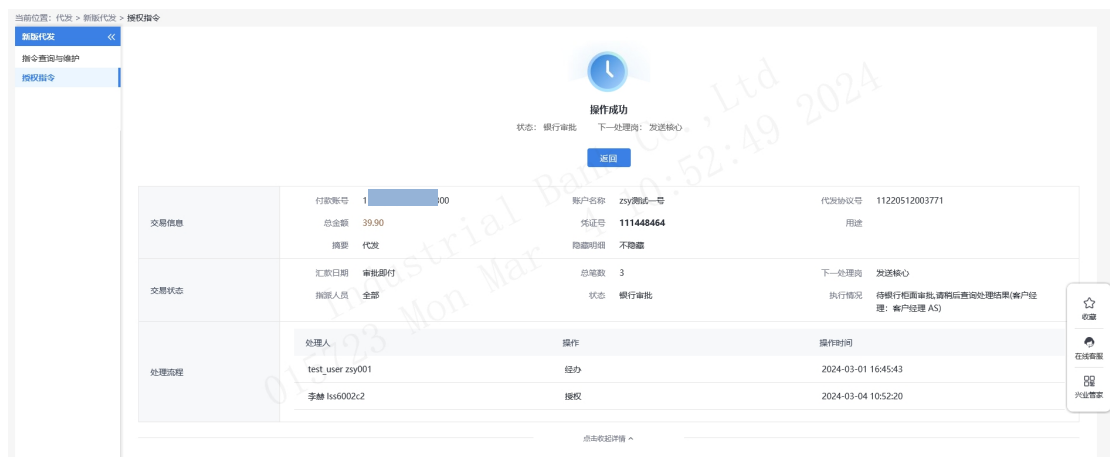 当前位置：代发 > 新版代发 > 授权指令
新版代发 «
指令查询与维护
授权指令
操作成功
状态： 银行审批 下一处理岗： 发送核心
返回
交易信息
付款账号 1 300
账户名称 zsy测试一号
代发协议号 11220512003771
总金额 39.90
凭证号 111448464
用途
摘要 代发
隐藏明细 不隐藏
交易状态
汇款日期 审批即付
总笔数 3
下一处理岗 发送核心
指派人员 全部
状态 银行审批
执行情况 待银行柜面审批,请稍后查询处理结果(客户经
理：客户经理 AS)
处理流程
处理人 操作 操作时间
test_user zsy001 经办 2024-03-01 16:45:43
李赫 lss6002c2 授权 2024-03-04 10:52:20
点击收起详情
收藏
在线客服
兴业管家
Industrial Bank Co.,Ltd
015723 Mon Mar 4 10:52:49 2024